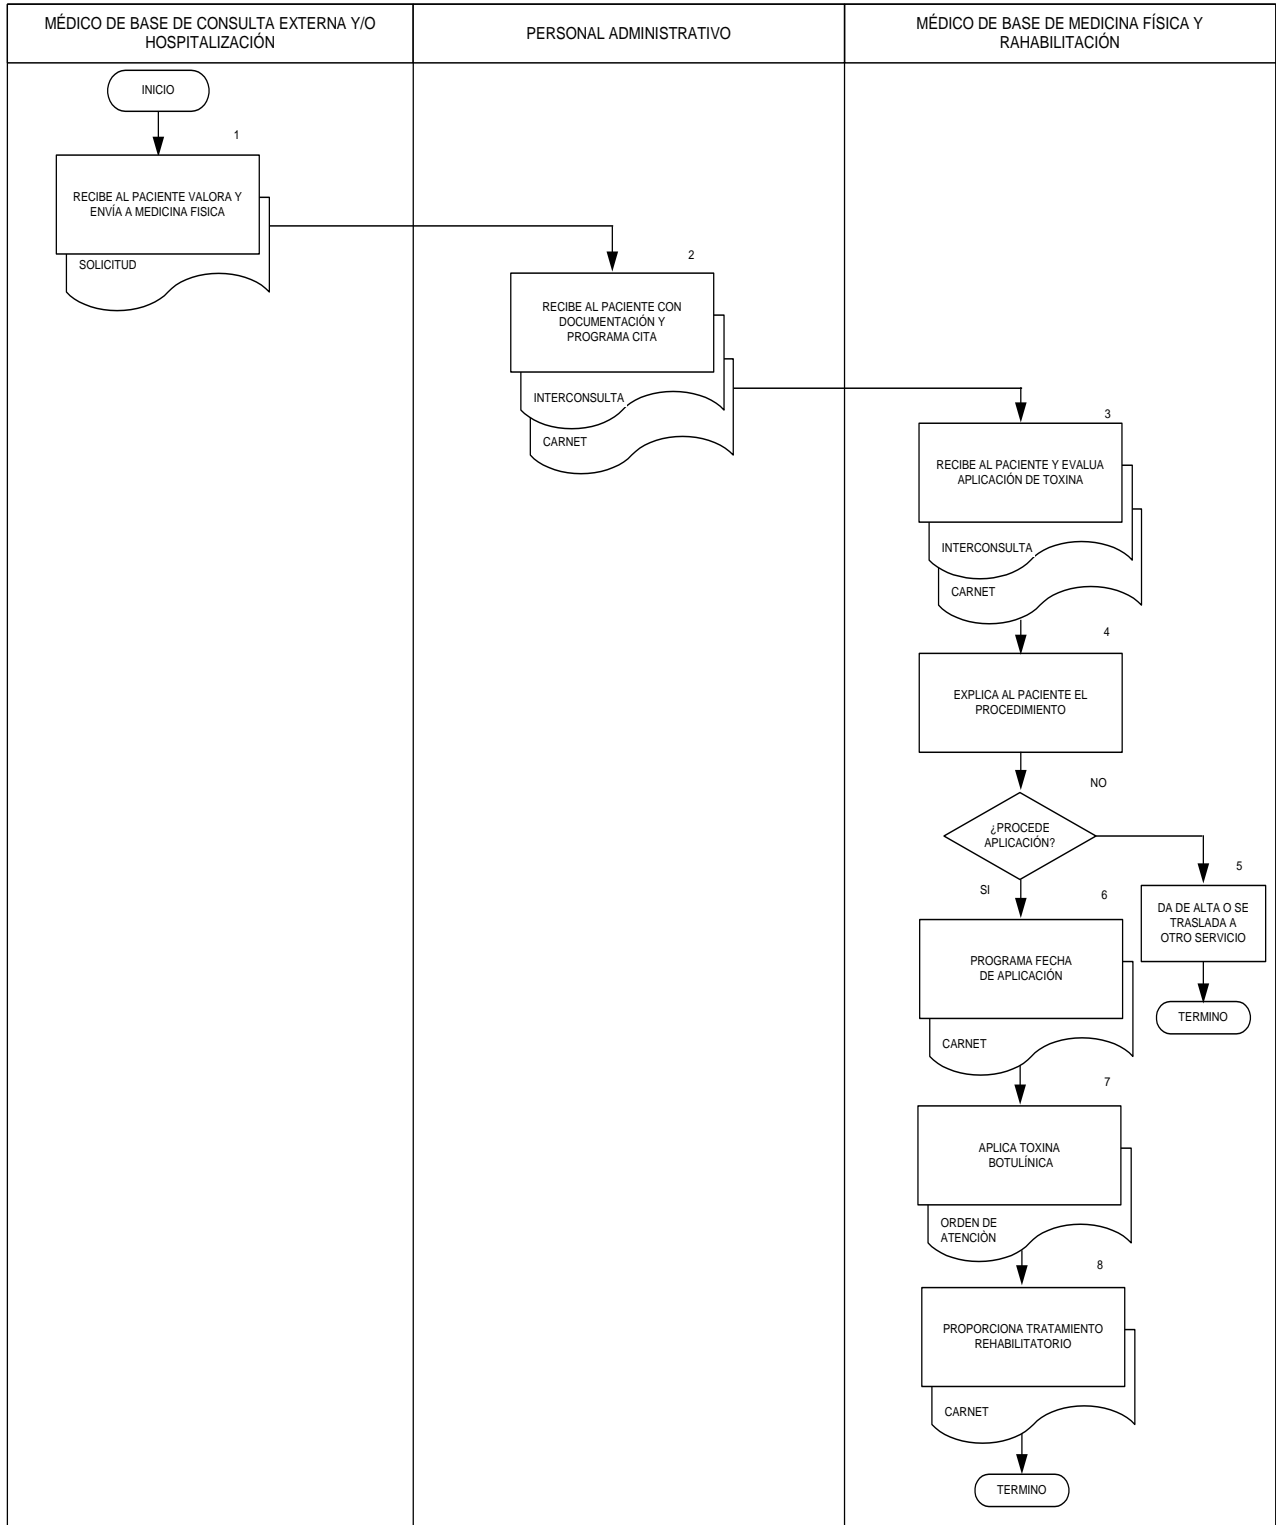 MÉDICO DE BASE DE CONSULTA EXTERNA Y/O
HOSPITALIZACIÓN
PERSONAL ADMINISTRATIVO
MÉDICO DE BASE DE MEDICINA FÍSICA Y
RAHABILITACIÓN
INICIO
1
RECIBE AL PACIENTE VALORA Y
ENVÍA A MEDICINA FISICA
SOLICITUD
2
RECIBE AL PACIENTE CON
DOCUMENTACIÓN Y
PROGRAMA CITA
INTERCONSULTA
CARNET
3
RECIBE AL PACIENTE Y EVALUA
APLICACIÓN DE TOXINA
INTERCONSULTA
CARNET
4
EXPLICA AL PACIENTE EL
PROCEDIMIENTO
NO
¿PROCEDE
APLICACIÓN?
SI
5
DA DE ALTA O SE
TRASLADA A
OTRO SERVICIO
TERMINO
6
PROGRAMA FECHA
DE APLICACIÓN
CARNET
7
APLICA TOXINA
BOTULÍNICA
ORDEN DE
ATENCIÒN
8
PROPORCIONA TRATAMIENTO
REHABILITATORIO
CARNET
TERMINO